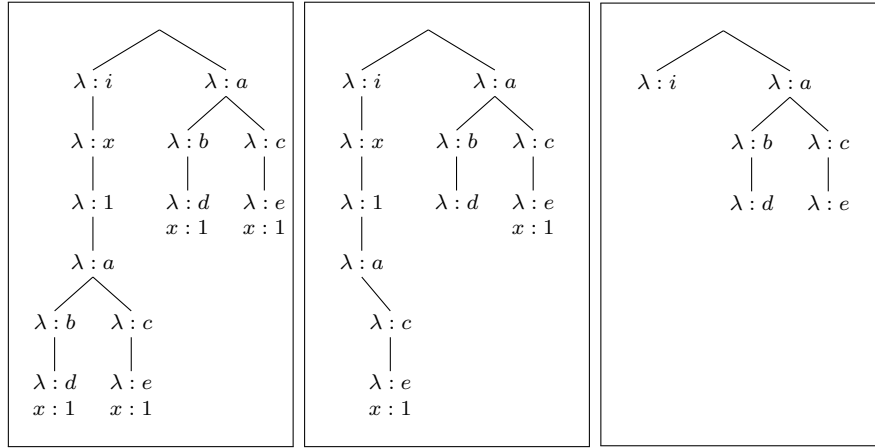 λ : i λ : a
λ : x λ : b λ : c
λ : 1 λ : d λ : e
x : 1 x : 1
λ : a
λ : b λ : c
λ : d λ : e
x : 1 x : 1
λ : i λ : a
λ : x λ : b λ : c
λ : 1 λ : d λ : e
x : 1
λ : a
λ : c
λ : e
x : 1
λ : i λ : a
λ : b λ : c
λ : d λ : e